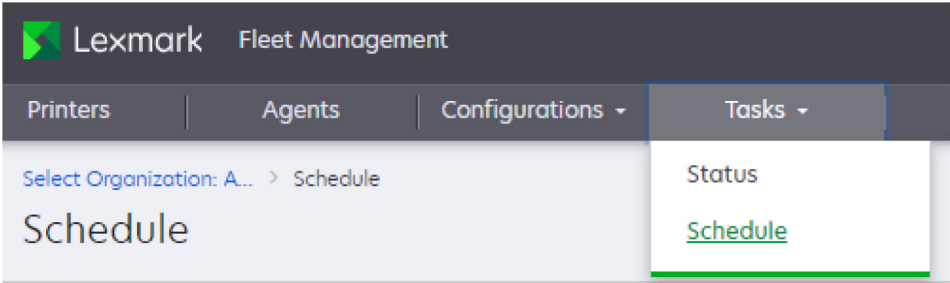 Lexmark Fleet Management
Printers Agents Configurations Tasks
Select Organization: A... > Schedule
Schedule
Status
Schedule